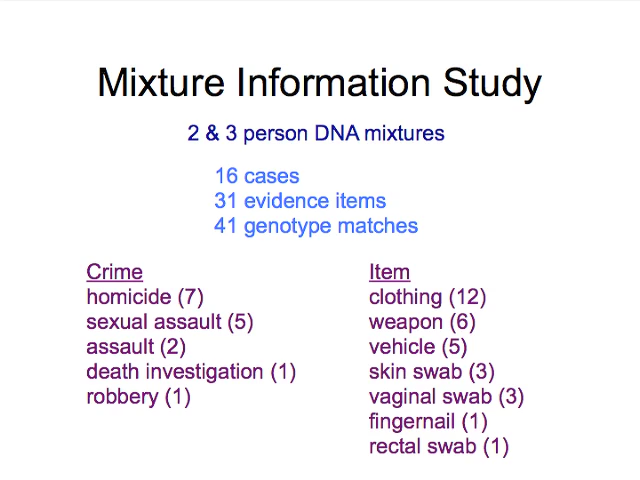 Mixture Information Study
2 & 3 person DNA mixtures
16 cases
31 evidence items
41 genotype matches
Crime
homicide (7)
sexual assault (5)
assault (2)
death investigation (1)
robbery (1)
Item
clothing (12)
weapon (6)
vehicle (5)
skin swab (3)
vaginal swab (3)
fingernail (1)
rectal swab (1)